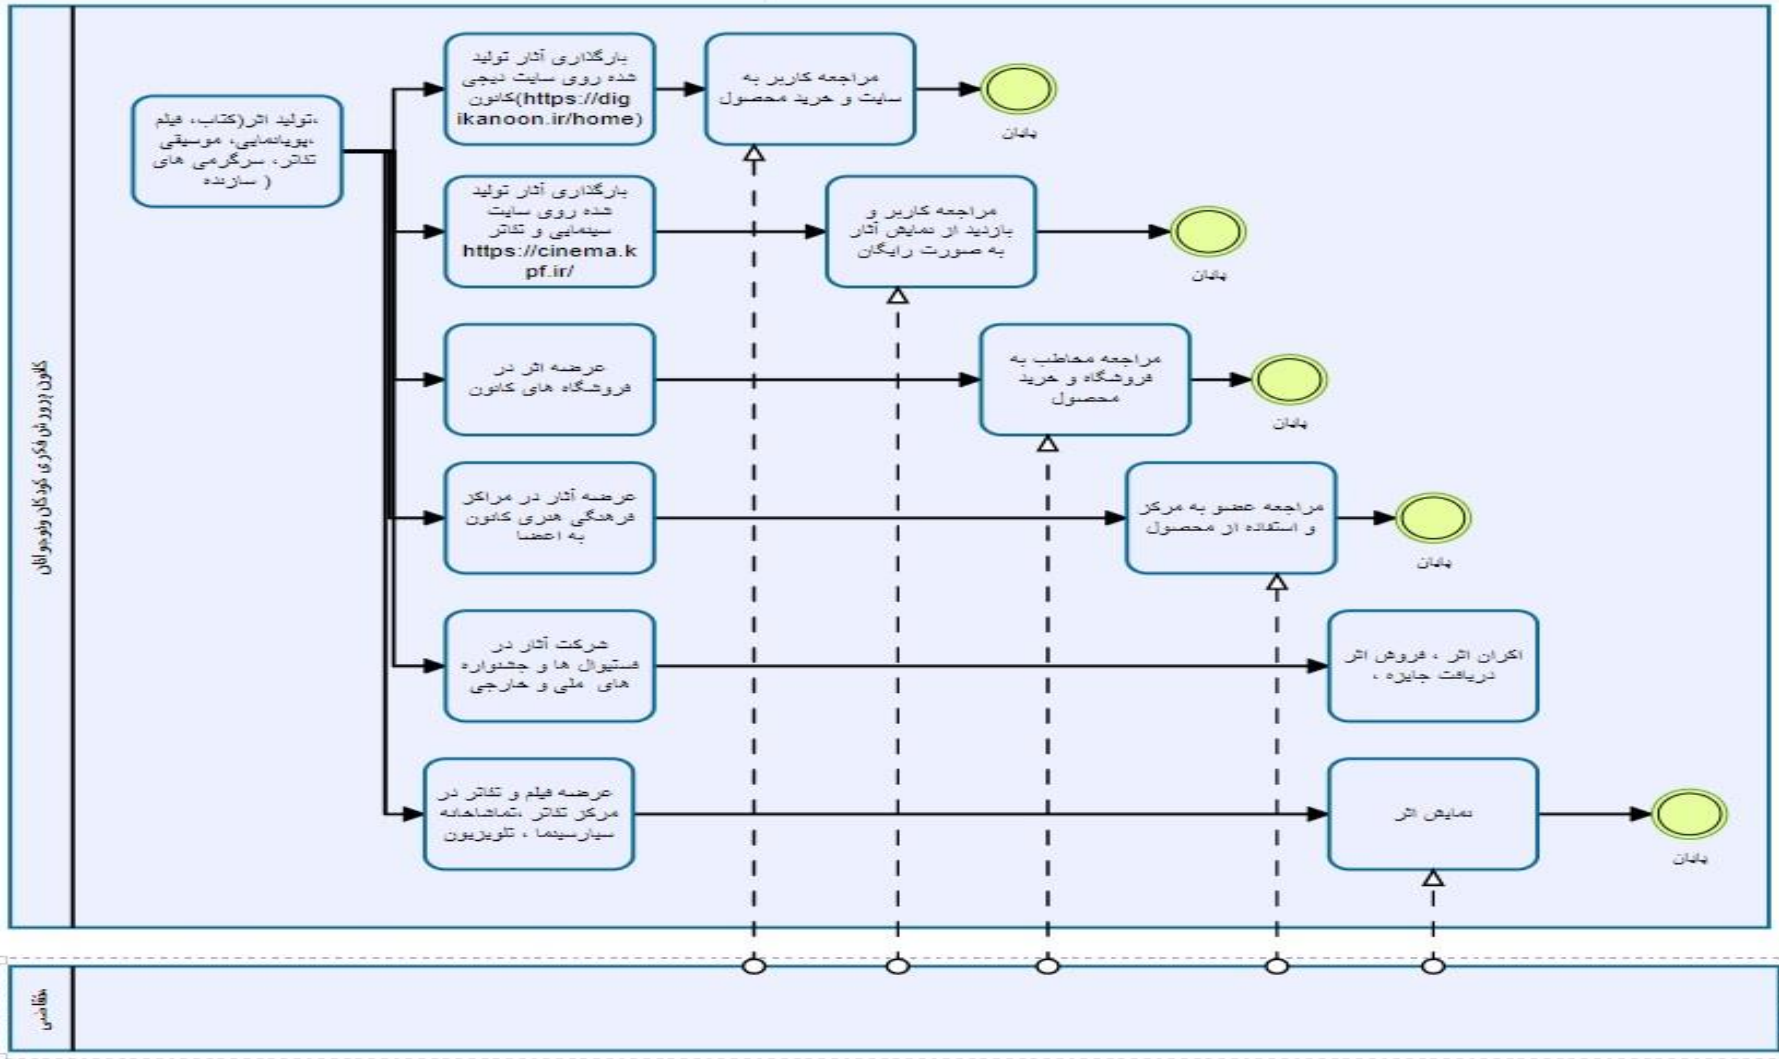 کانون پرورش فکری کودکان ونوجوانان
تولید اثر(کتاب، فیلم،
پویانمایی، موسیقی،
تئاتر، سرگرمی های
سازنده )
بارگذاری آثار تولید
شده روی سایت دیجی
کانون(https://dig
ikanoon.ir/home)
مراجعه کاربر به
سایت و خرید محصول
پایان
بارگذاری آثار تولید
شده روی سایت
سینمایی و تئاتر
https://cinema.k
pf.ir/
مراجعه کاربر و
بازدید از نمایش آثار
به صورت رایگان
پایان
عرضه اثر در
فروشگاه های کانون
مراجعه مخاطب به
فروشگاه و خرید
محصول
پایان
عرضه آثار در مراکز
فرهنگی هنری کانون
به اعضا
مراجعه عضو به مرکز
و استفاده از محصول
پایان
شرکت آثار در
فستیوال ها و جشنواره
های ملی و خارجی
اکران اثر ، فروش اثر
، دریافت جایزه
عرضه فیلم و تئاتر در
مرکز تئاتر ،تماشاخانه
سیارسینما ، تلویزیون
نمایش اثر
پایان
متقاضی